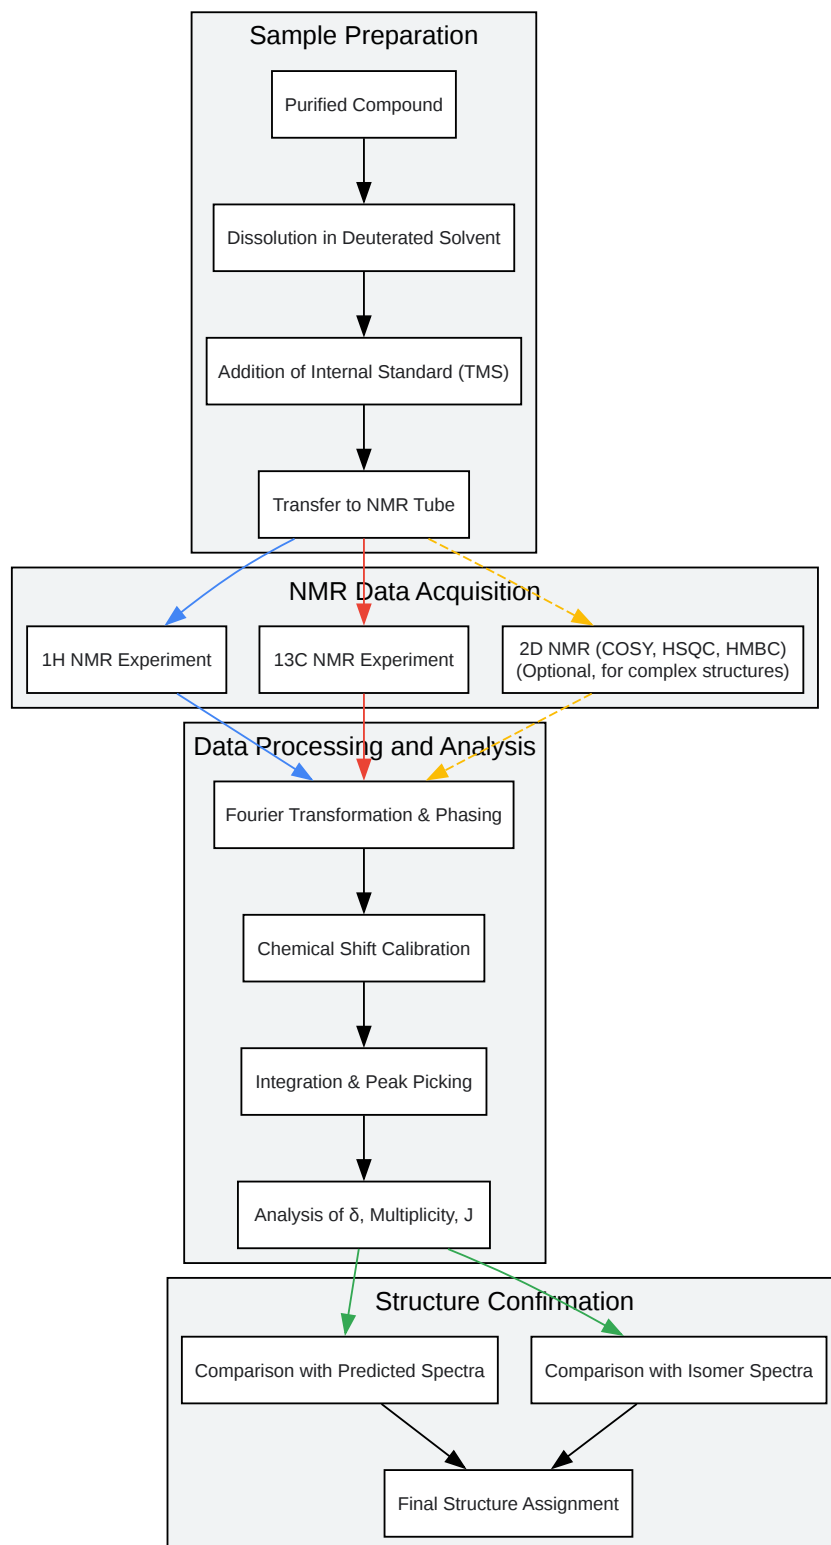 Sample Preparation
Purified Compound
Dissolution in Deuterated Solvent
Addition of Internal Standard (TMS)
Transfer to NMR Tube
NMR Data Acquisition
1H NMR Experiment
13C NMR Experiment
2D NMR (COSY, HSQC, HMBC)
(Optional, for complex structures)
Data Processing and Analysis
Fourier Transformation & Phasing
Chemical Shift Calibration
Integration & Peak Picking
Analysis of δ, Multiplicity, J
Structure Confirmation
Comparison with Predicted Spectra
Comparison with Isomer Spectra
Final Structure Assignment